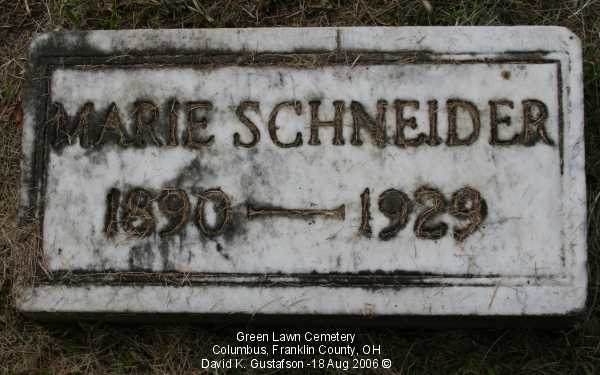 MARIE SCHNEIDER
1890 — 1929
Green Lawn Cemetery
Columbus, Franklin County, OH
David K. Gustafson -18 Aug 2006 ©